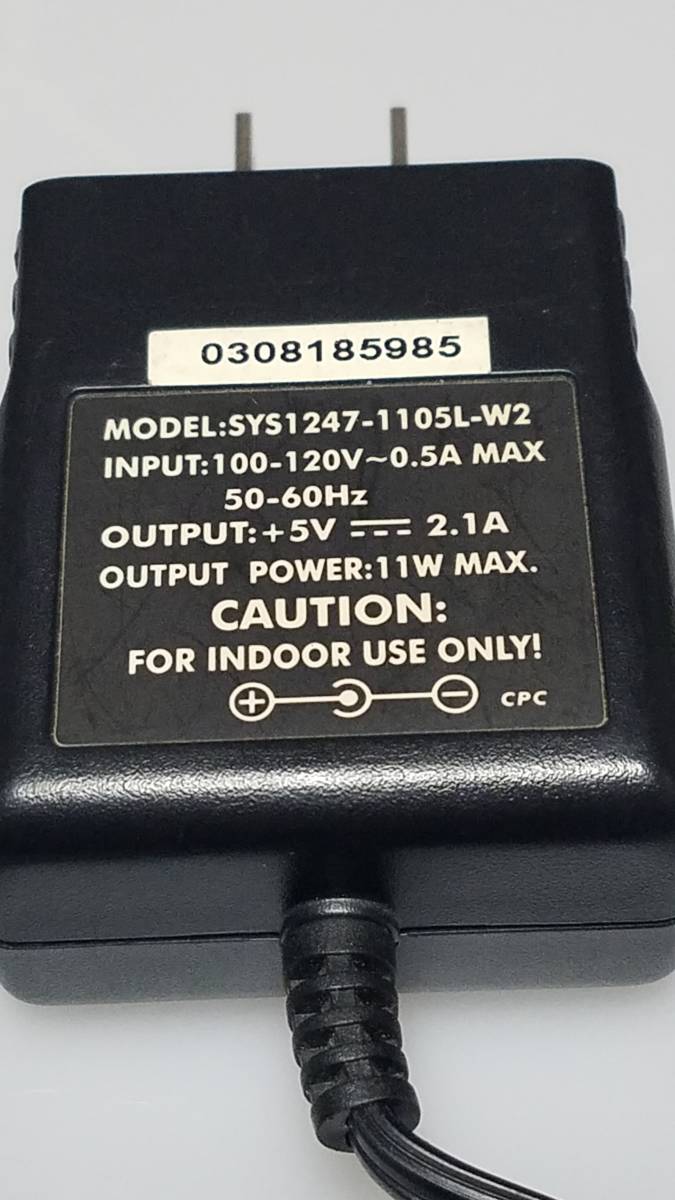 0308185985
MODEL:SYS1247-1105L-W2
INPUT:100-120V~0.5A MAX
50-60Hz
OUTPUT:+5V ⎓ 2.1A
OUTPUT POWER:11W MAX.
CAUTION:
FOR INDOOR USE ONLY!
+ − CPC